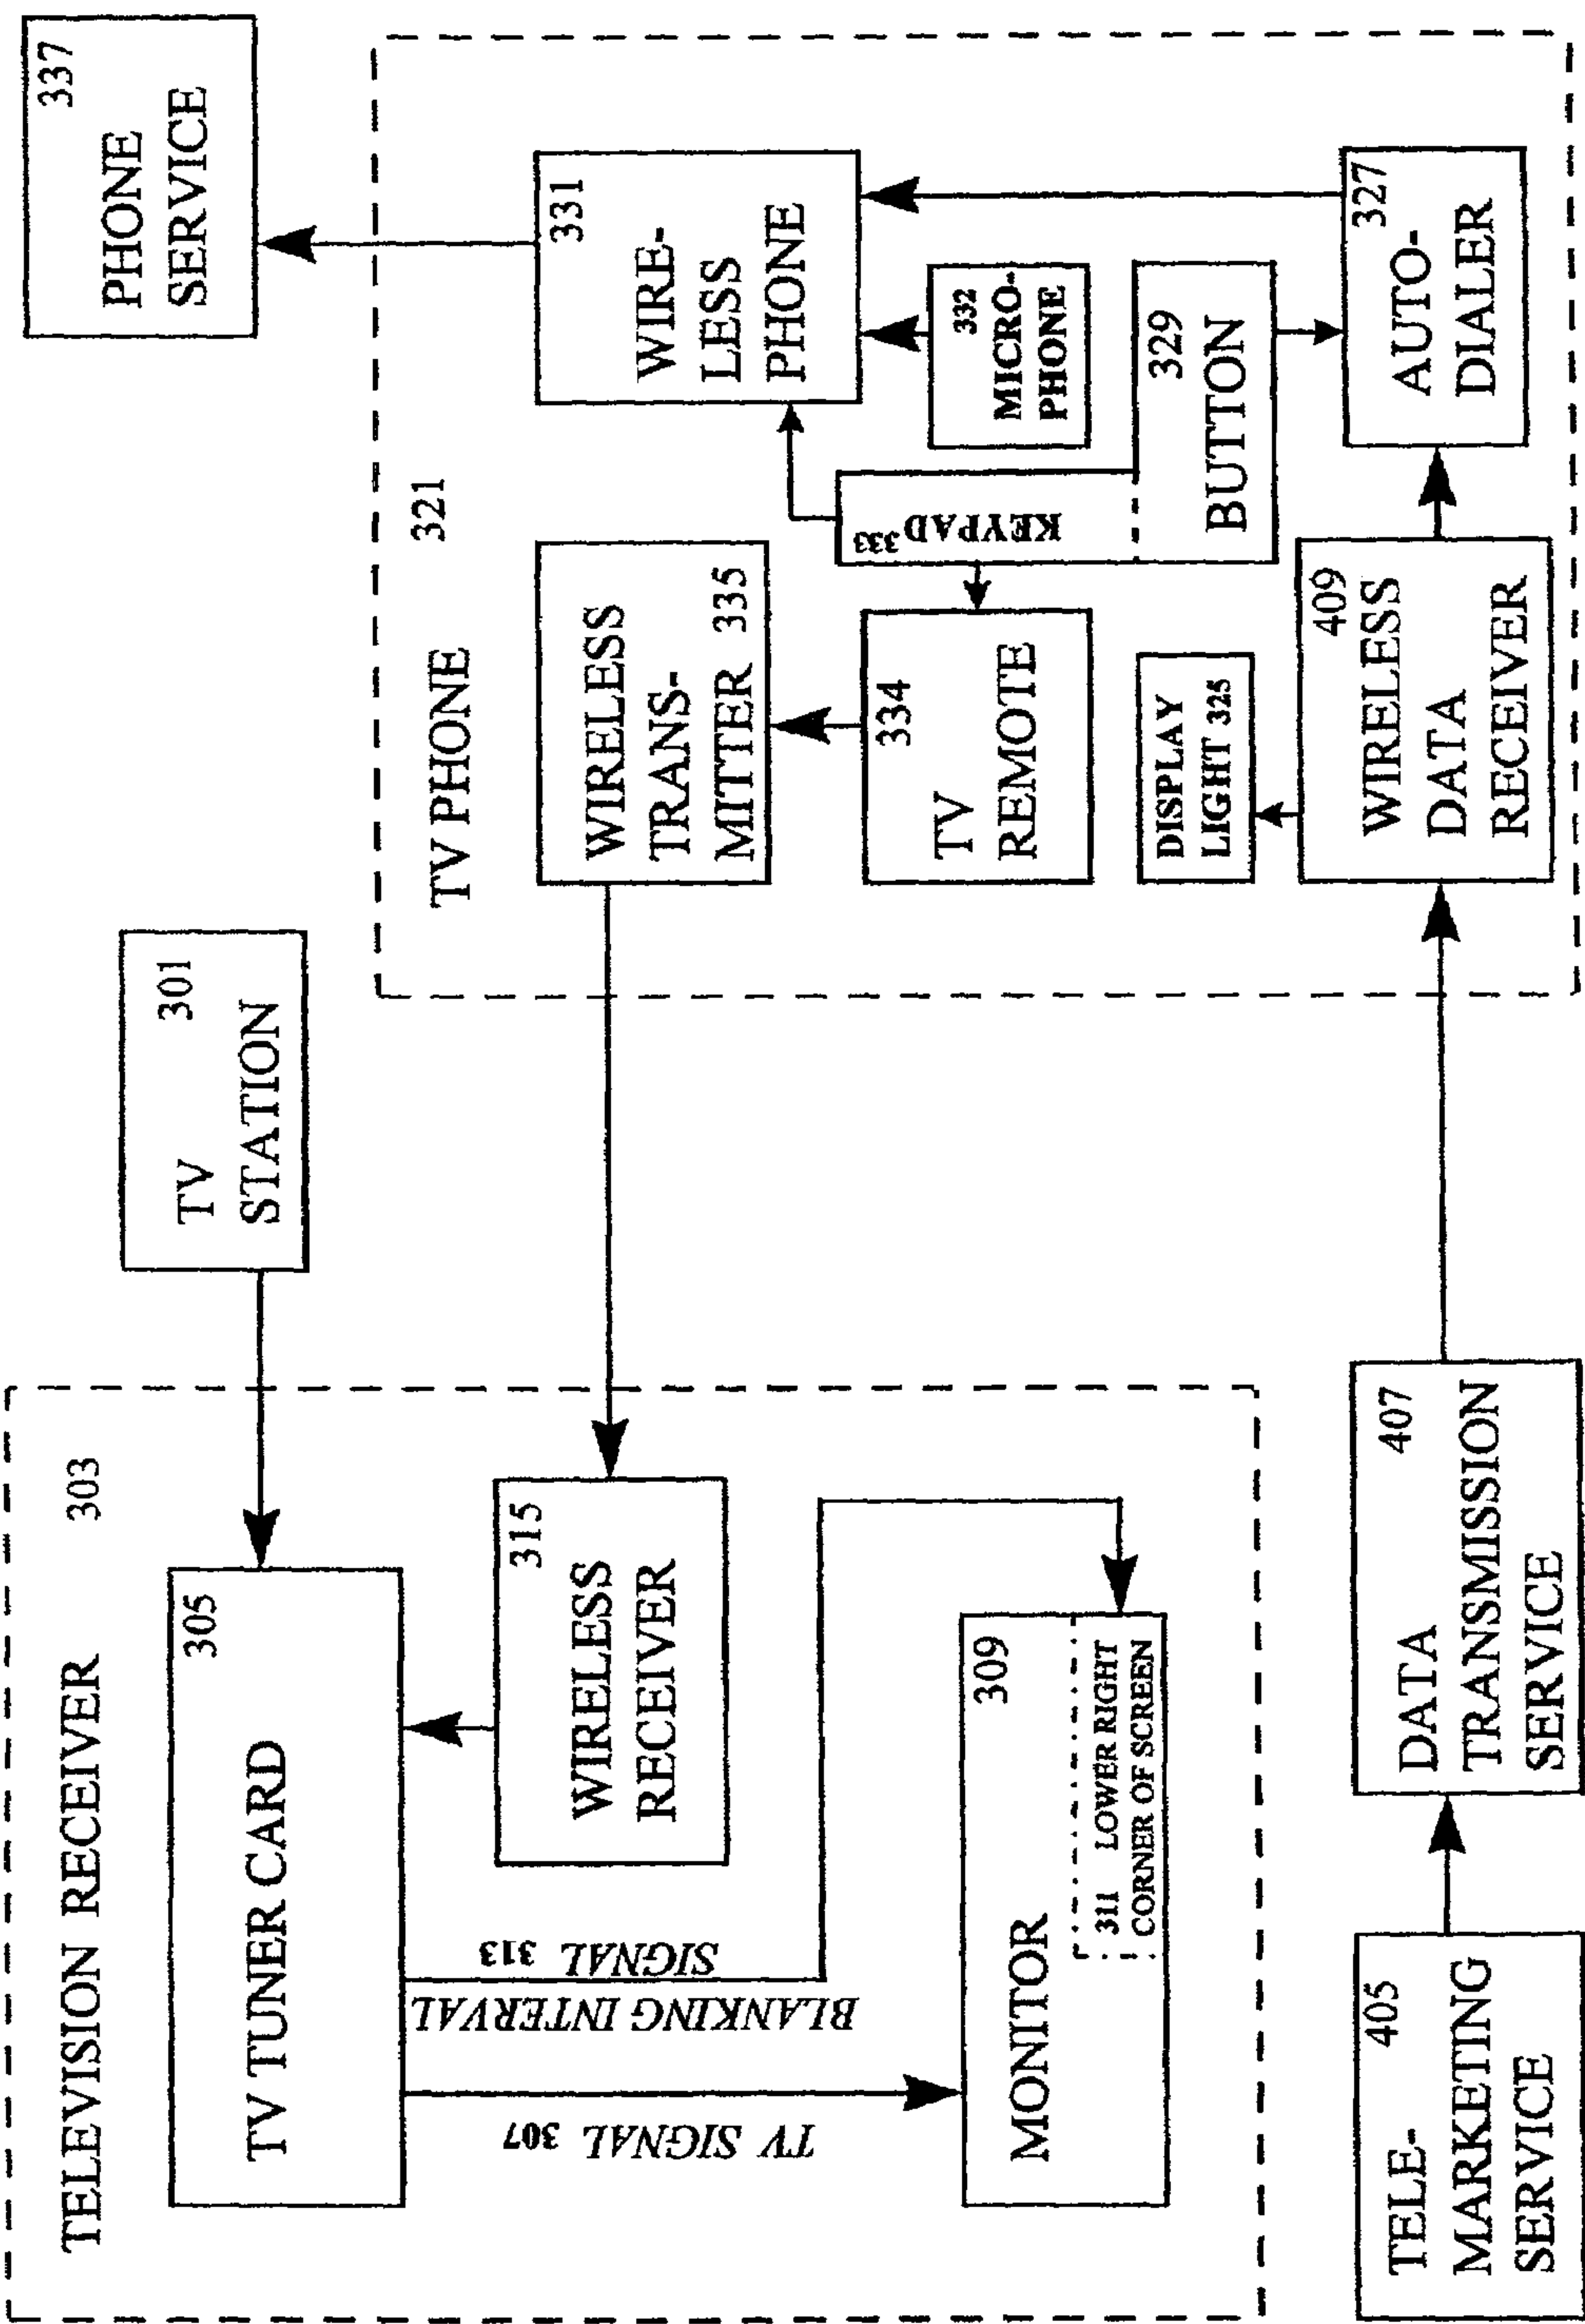 TELEVISION RECEIVER 303
305
TV TUNER CARD
TV SIGNAL 307
BLANKING INTERVAL
SIGNAL 313
315
WIRELESS
RECEIVER
MONITOR 309
311 LOWER RIGHT
CORNER OF SCREEN
301
TV
STATION
337
PHONE
SERVICE
TV PHONE 321
WIRELESS
TRANS-
MITTER 335
331
WIRE-
LESS
PHONE
334
TV
REMOTE
KEYPAD 333
332
MICRO-
PHONE
329
BUTTON
DISPLAY
LIGHT 325
409
WIRELESS
DATA
RECEIVER
327
AUTO-
DIALER
405
TELE-
MARKETING
SERVICE
407
DATA
TRANSMISSION
SERVICE